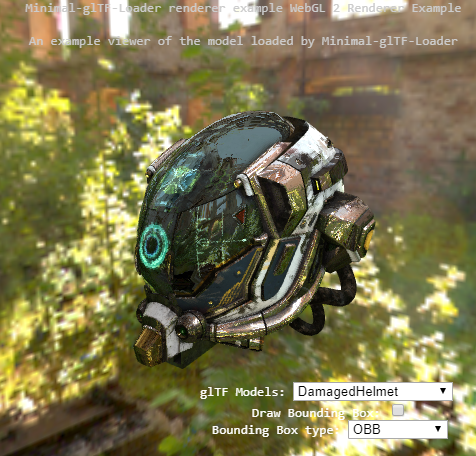 Minimal-glTF-Loader renderer example WebGL 2 Renderer Example
An example viewer of the model loaded by Minimal-glTF-Loader
glTF Models: DamagedHelmet
Draw Bounding Box:
Bounding Box type: OBB